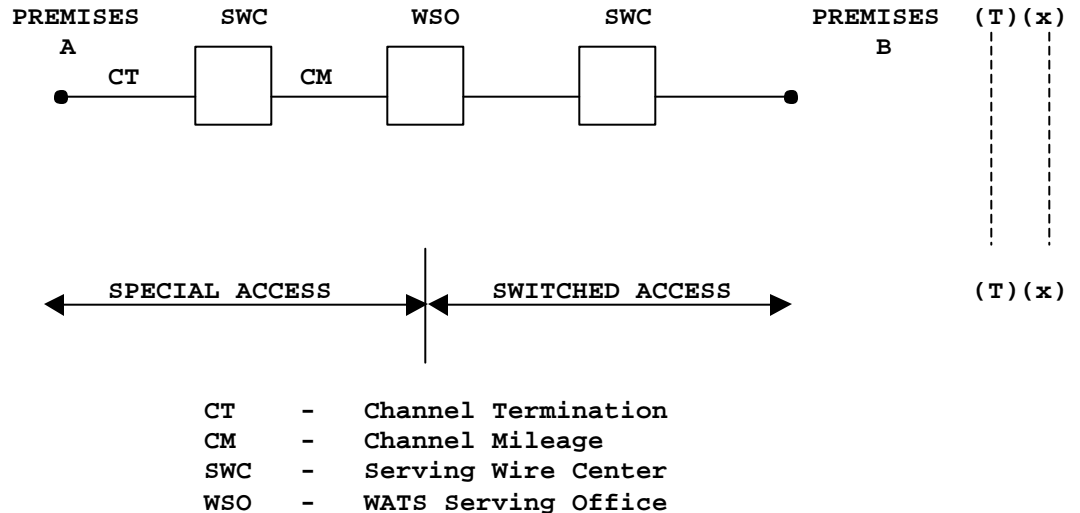 PREMISES SWC WSO SWC PREMISES (T)(x)
A B
CT CM
SPECIAL ACCESS SWITCHED ACCESS (T)(x)
CT - Channel Termination
CM - Channel Mileage
SWC - Serving Wire Center
WSO - WATS Serving Office